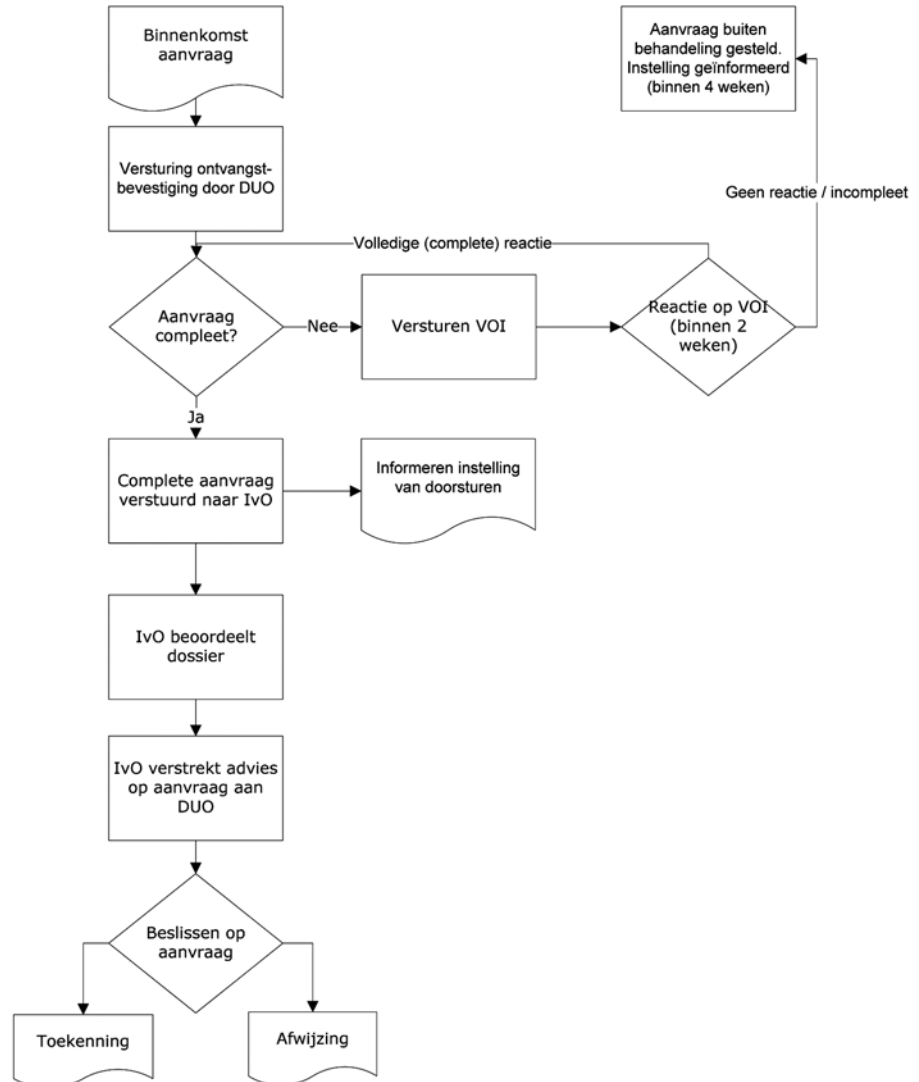 Binnenkomst
aanvraag
Aanvraag buiten
behandeling gesteld.
Instelling geïnformeerd
(binnen 4 weken)
Versturing ontvangst-
bevestiging door DUO
Geen reactie / incompleet
Volledige (complete) reactie
Aanvraag
compleet?
Nee
Versturen VOI
Reactie op VOI
(binnen 2
weken)
Ja
Complete aanvraag
verstuurd naar IvO
Informeren instelling
van doorsturen
IvO beoordeelt
dossier
IvO verstrekt advies
op aanvraag aan
DUO
Beslissen op
aanvraag
Toekenning
Afwijzing